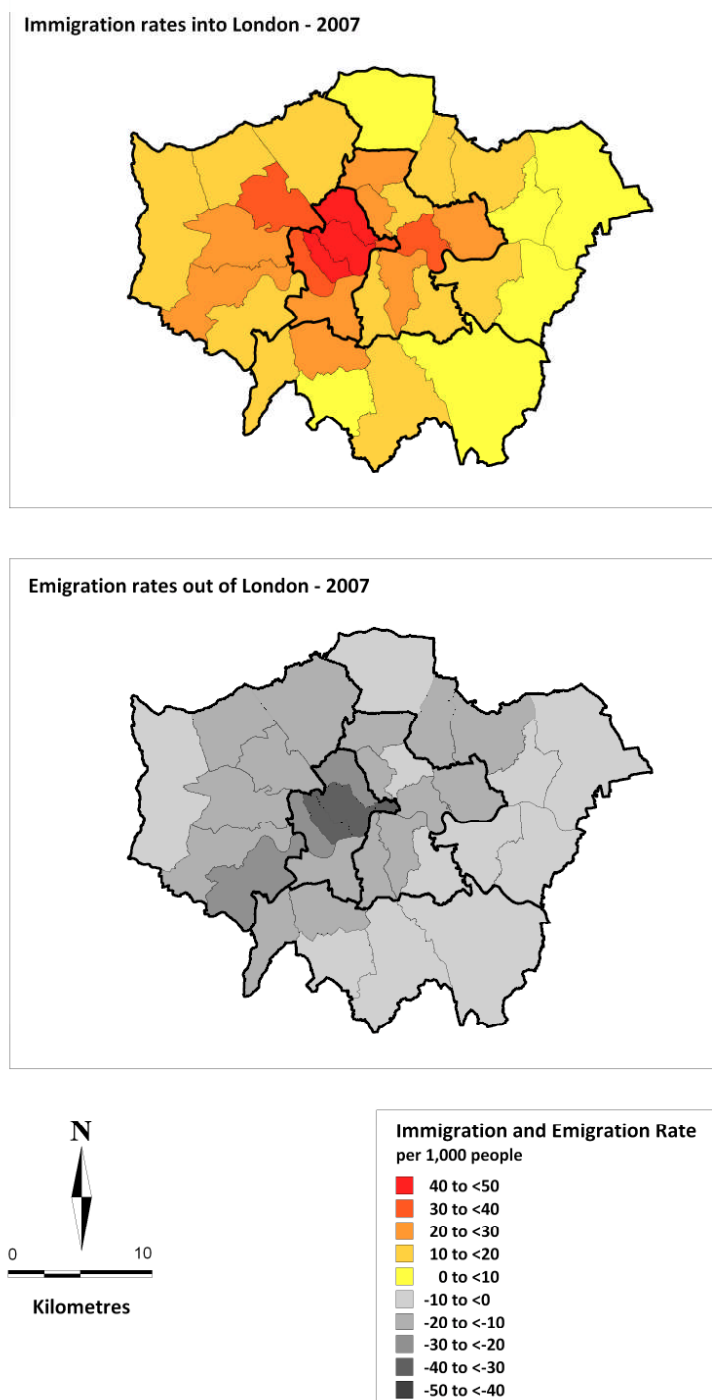 Immigration rates into London - 2007
Emigration rates out of London - 2007
N
0 10
Kilometres
Immigration and Emigration Rate
per 1,000 people
40 to <50
30 to <40
20 to <30
10 to <20
0 to <10
-10 to <0
-20 to <-10
-30 to <-20
-40 to <-30
-50 to <-40